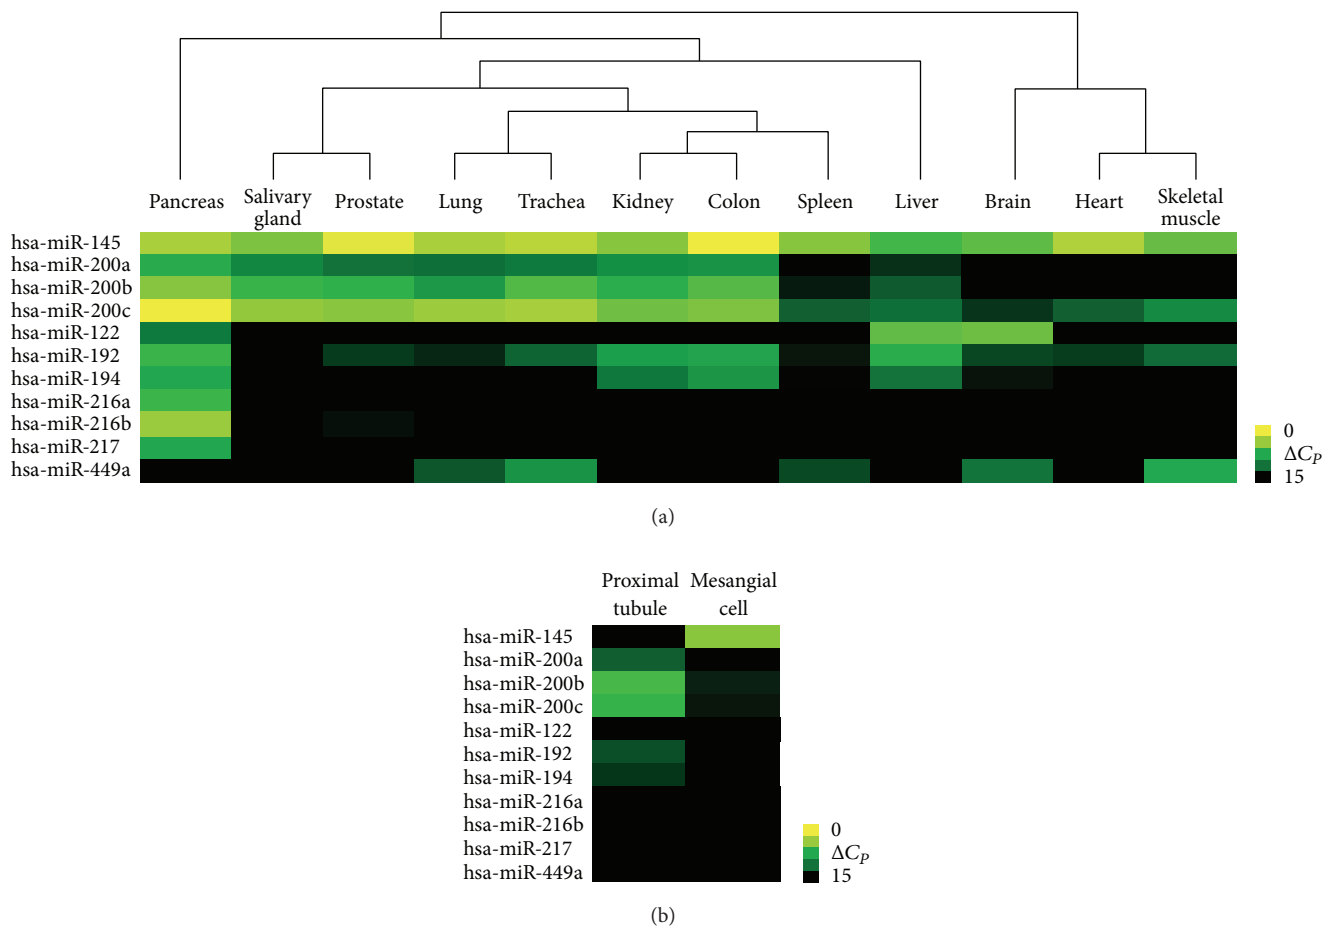 Pancreas Salivary gland Prostate Lung Trachea Kidney Colon Spleen Liver Brain Heart Skeletal muscle
hsa-miR-145
hsa-miR-200a
hsa-miR-200b
hsa-miR-200c
hsa-miR-122
hsa-miR-192
hsa-miR-194
hsa-miR-216a
hsa-miR-216b
hsa-miR-217
hsa-miR-449a
0
ΔCP
15
(a)
Proximal tubule Mesangial cell
hsa-miR-145
hsa-miR-200a
hsa-miR-200b
hsa-miR-200c
hsa-miR-122
hsa-miR-192
hsa-miR-194
hsa-miR-216a
hsa-miR-216b
hsa-miR-217
hsa-miR-449a
0
ΔCP
15
(b)